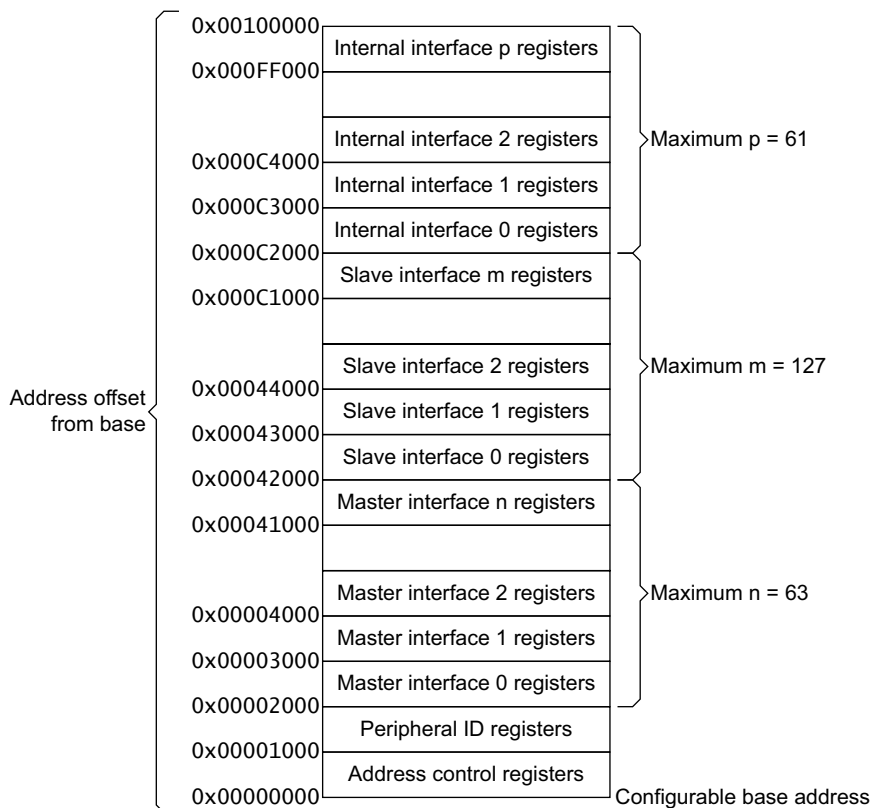 0x00100000
Internal interface p registers
0x000FF000
Internal interface 2 registers
Maximum p = 61
0x000C4000
Internal interface 1 registers
0x000C3000
Internal interface 0 registers
0x000C2000
Slave interface m registers
0x000C1000
Slave interface 2 registers
Maximum m = 127
0x00044000
Address offset
from base
Slave interface 1 registers
0x00043000
Slave interface 0 registers
0x00042000
Master interface n registers
0x00041000
Master interface 2 registers
Maximum n = 63
0x00004000
Master interface 1 registers
0x00003000
Master interface 0 registers
0x00002000
Peripheral ID registers
0x00001000
Address control registers
0x00000000
Configurable base address